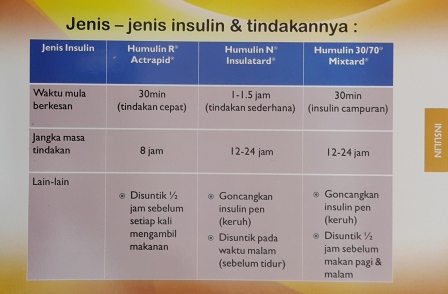 Jenis – jenis insulin & tindakannya :
Jenis Insulin
Humulin R®
Actrapid®
Humulin N®
Insulatard®
Humulin 30/70®
Mixtard®
Waktu mula
berkesan
30min
(tindakan cepat)
1-1.5 jam
(tindakan sederhana)
30min
(insulin campuran)
Jangka masa
tindakan
8 jam
12-24 jam
12-24 jam
Lain-lain
Disuntik ½
jam sebelum
setiap kali
mengambil
makanan
Goncangkan
insulin pen
(keruh)
Disuntik pada
waktu malam
(sebelum tidur)
Goncangkan
insulin pen
(keruh)
Disuntik ½
jam sebelum
makan pagi &
malam
INSULIN